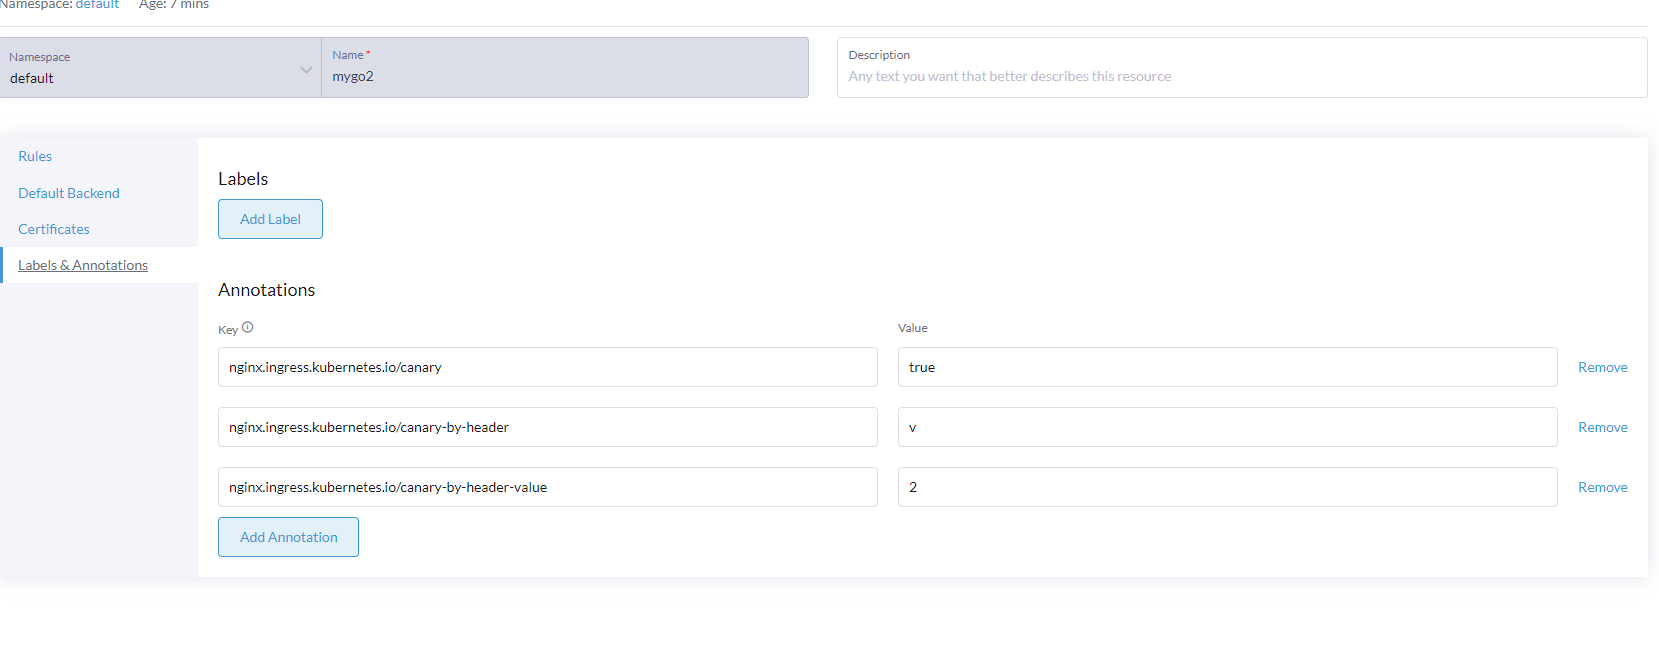 Namespace: default Age: 7 mins
Namespace
default
Name *
mygo2
Description
Any text you want that better describes this resource
Rules
Default Backend
Certificates
Labels & Annotations
Labels
Add Label
Annotations
Key
Value
nginx.ingress.kubernetes.io/canary
true
Remove
nginx.ingress.kubernetes.io/canary-by-header
v
Remove
nginx.ingress.kubernetes.io/canary-by-header-value
2
Remove
Add Annotation